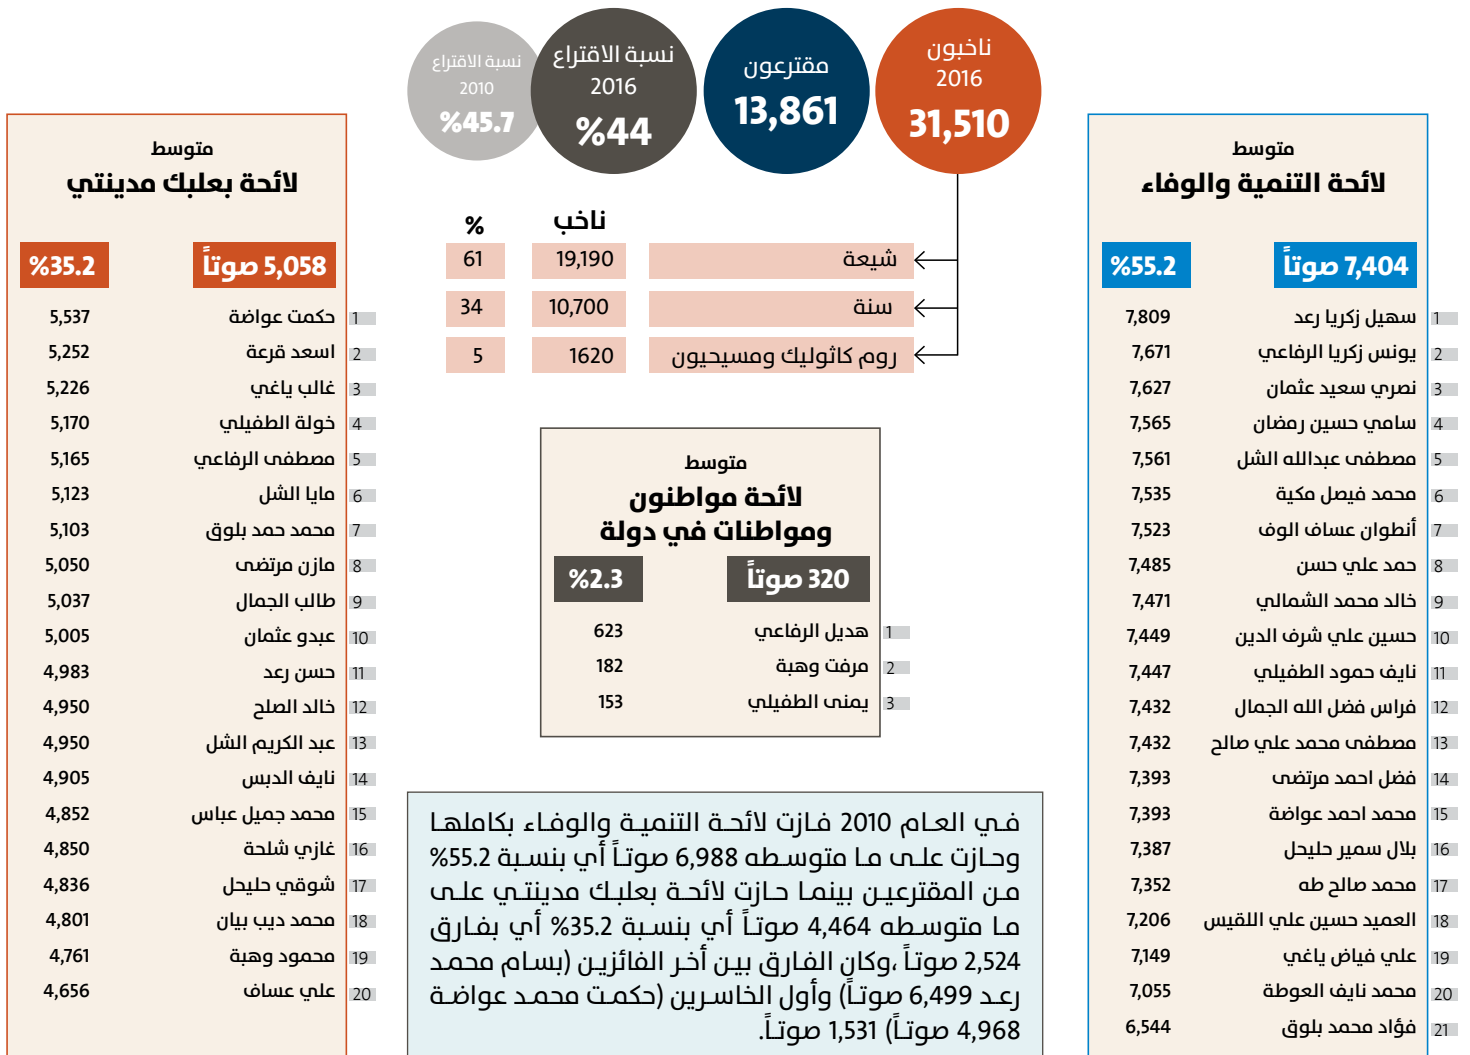 ناخبون
2016
31,510
مقترعون
13,861
نسبة الاقتراع
2016
%44
نسبة الاقتراع
2010
%45.7
ناخب %
شيعة 19,190 61
سنة 10,700 34
روم كاثوليك ومسيحيون 1620 5
متوسط
لائحة التنمية والوفاء
7,404 صوتاً %55.2
1 سهيل زكريا رعد 7,809
2 يونس زكريا الرفاعي 7,671
3 نصري سعيد عثمان 7,627
4 سامي حسين رمضان 7,565
5 مصطفى عبدالله الشل 7,561
6 محمد فيصل مكية 7,535
7 أنطوان عساف الوف 7,523
8 حمد علي حسن 7,485
9 خالد محمد الشمالي 7,471
10 حسين علي شرف الدين 7,449
11 نايف حمود الطفيلي 7,447
12 فراس فضل الله الجمال 7,432
13 مصطفى محمد علي صالح 7,432
14 فضل احمد مرتضى 7,393
15 محمد احمد عواضة 7,393
16 بلال سمير حليحل 7,387
17 محمد صالح طه 7,352
18 العميد حسين علي اللقيس 7,206
19 علي فياض ياغي 7,149
20 محمد نايف العوطة 7,055
21 فؤاد محمد بلوق 6,544
متوسط
لائحة مواطنون
ومواطنات في دولة
320 صوتاً %2.3
1 هديل الرفاعي 623
2 مرفت وهبة 182
3 يمنى الطفيلي 153
في العام 2010 فازت لائحة التنمية والوفاء بكاملها
وحازت على ما متوسطه 6,988 صوتاً أي بنسبة 55.2%
من المقترعين بينما حازت لائحة بعلبك مدينتي على
ما متوسطه 4,464 صوتاً أي بنسبة 35.2% أي بفارق
2,524 صوتاً ،وكان الفارق بين أخر الفائزين (بسام محمد
رعد 6,499 صوتاً) وأول الخاسرين (حكمت محمد عواضة
4,968 صوتاً) 1,531 صوتاً.
متوسط
لائحة بعلبك مدينتي
5,058 صوتاً %35.2
1 حكمت عواضة 5,537
2 اسعد قرعة 5,252
3 غالب ياغي 5,226
4 خولة الطفيلي 5,170
5 مصطفى الرفاعي 5,165
6 مايا الشل 5,123
7 محمد حمد بلوق 5,103
8 مازن مرتضى 5,050
9 طالب الجمال 5,037
10 عبدو عثمان 5,005
11 حسن رعد 4,983
12 خالد الصلح 4,950
13 عبد الكريم الشل 4,950
14 نايف الدبس 4,905
15 محمد جميل عباس 4,852
16 غازي شلحة 4,850
17 شوقي حليحل 4,836
18 محمد ديب بيان 4,801
19 محمود وهبة 4,761
20 علي عساف 4,656